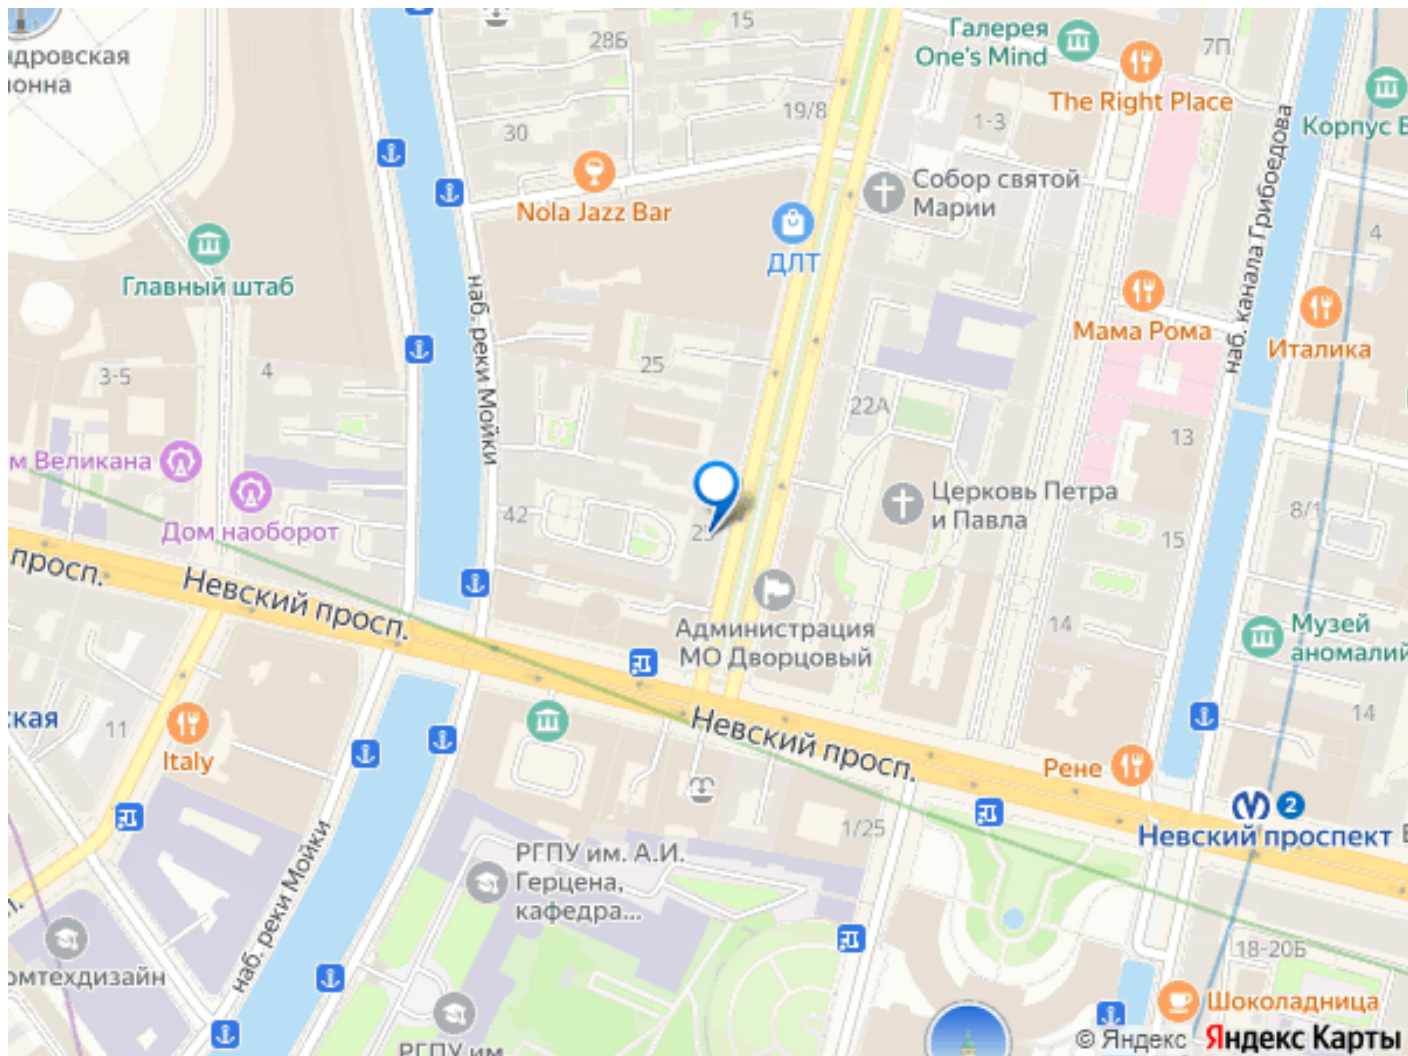 15
28Б
Галерея
One's Mind
7П
The Right Place
19/8
1-3
Корпус
30
Nola Jazz Bar
Собор святой
Марии
ДЛТ
наб. канала Грибоедова
4
Главный штаб
наб. реки Мойки
25
Мама Рома
Италика
3-5
4
22А
13
Великана
Дом наоборот
42
Церковь Петра
и Павла
8/1
15
просп.
Невский просп.
Администрация
МО Дворцовый
14
Музей
аномалий
11
Italy
Невский просп.
Рене
14
2
Невский проспект
1/25
РГПУ им. А.И.
Герцена,
кафедра...
наб. реки Мойки
18-20Б
Шоколадница
РГПУ им
© Яндекс Яндекс Карты